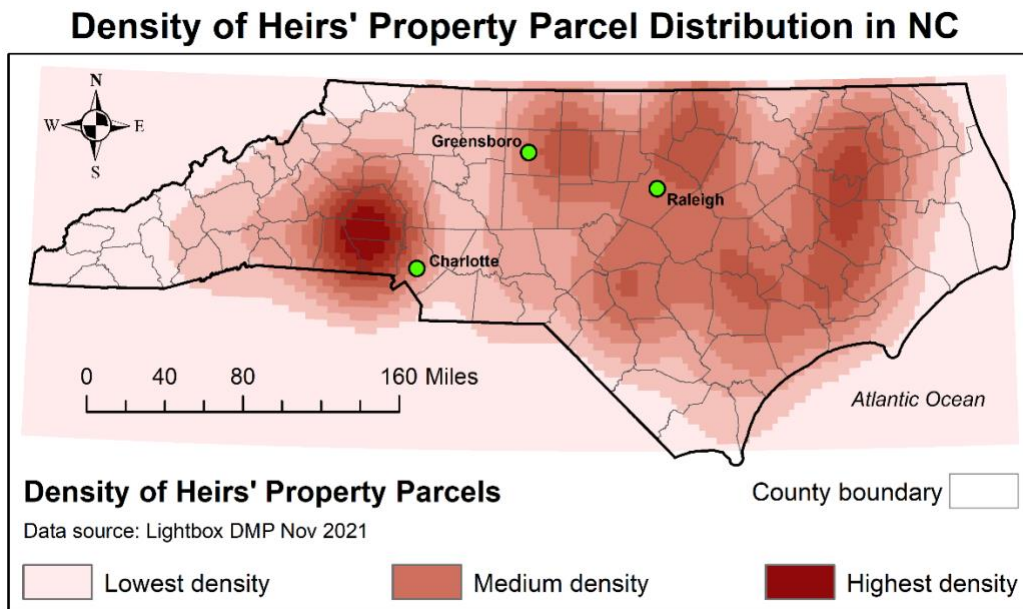 Density of Heirs' Property Parcel Distribution in NC
N
W E
S
Greensboro
Raleigh
Charlotte
0 40 80 160 Miles
Atlantic Ocean
Density of Heirs' Property Parcels
County boundary
Data source: Lightbox DMP Nov 2021
Lowest density
Medium density
Highest density